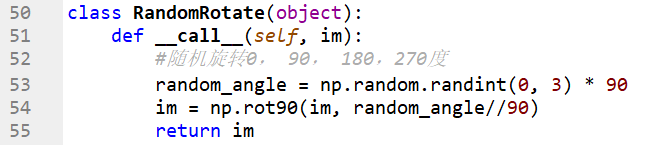 50 class RandomRotate(object):
51     def __call__(self, im):
52         #随机旋转0， 90， 180，270度
53         random_angle = np.random.randint(0, 3) * 90
54         im = np.rot90(im, random_angle//90)
55         return im